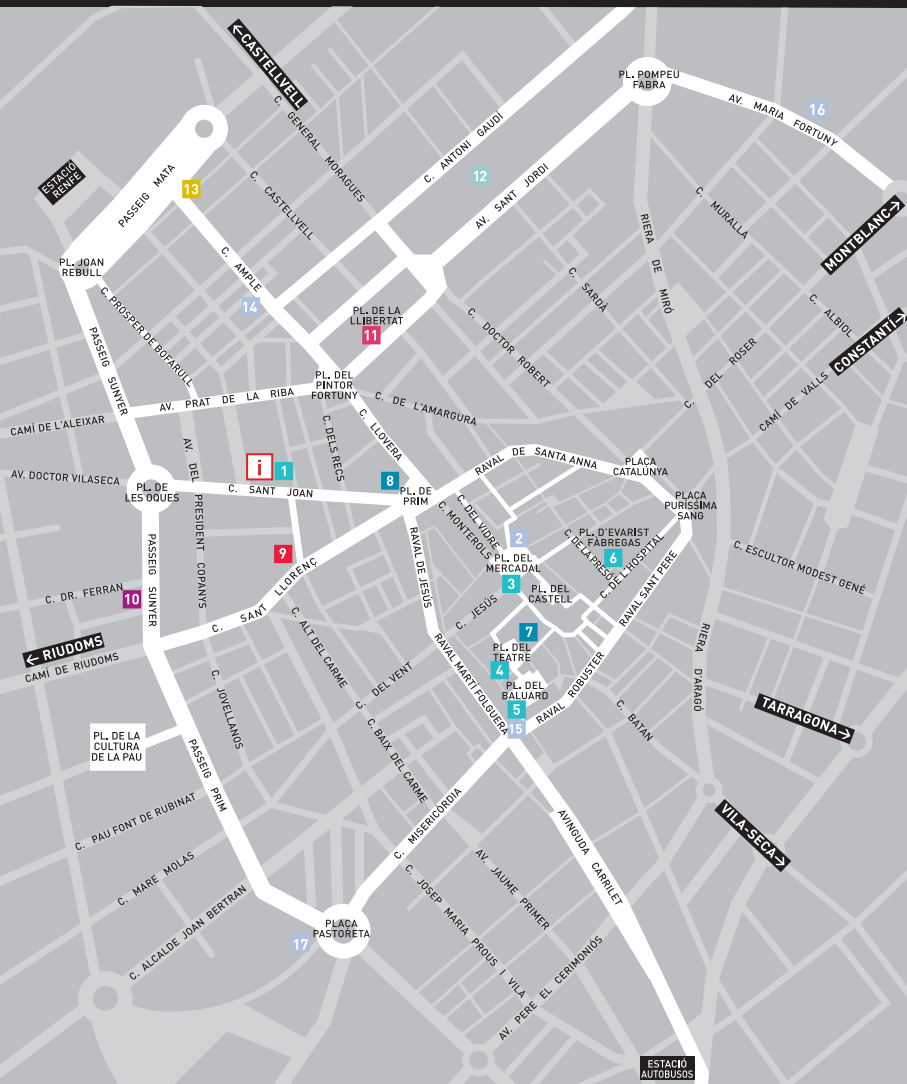 ←CASTELLVELL
PL. POMPEU
FABRA
AV. MARIA FORTUNY
16
C. GENERAL MORAGUES
C. ANTONI GAUDÍ
12
AV. SANT JORDI
ESTACIÓ
RENFE
PASSEIG MATA
13
C. CASTELLVELL
C. MURALLA
RIERA DE MIRÓ
MONTBLANC→
PL. JOAN
REBULL
C. AMPLE
14
C. SARDÀ
C. PROSPER DE BOFARULL
PL. DE LA
LLIBERTAT
11
C. DOCTOR ROBERT
C. ALBIOL
CONSTANTÍ→
PASSEIG SUNYER
C. DEL ROSER
CAMÍ DE VALLS
PL. DEL
PINTOR
FORTUNY
AV. PRAT DE LA RIBA
C. DE L'AMARGURA
CAMÍ DE L'ALEIXAR
C. LLOVERA
C. DELS RECS
AV. DEL PRESIDENT COMPANYS
RAVAL DE SANTA ANNA
PLAÇA
CATALUNYA
AV. DOCTOR VILASECA
PL. DE
LES OQUES
i
1
C. SANT JOAN
8
PL. DE
PRIM
PLAÇA
PURÍSSIMA
SANG
C. DEL VIDRE
C. MONTEROLS
2
PL. D'EVARIST
FÀBREGAS
6
C. DE LA PRESÓ
C. DE L'HOSPITAL
C. ESCULTOR MODEST GENÉ
PASSEIG SUNYER
9
C. SANT LLORENÇ
RAVAL DE JESÚS
PL. DEL
MERCADAL
3
PL. DEL
CASTELL
C. JESÚS
RAVAL SANT PERE
C. DR. FERRAN
10
C. ALT DEL CARME
7
PL. DEL
TEATRE
4
RIERA D'ARAGÓ
← RIUDOMS
CAMÍ DE RIUDOMS
C. JOVELLANOS
C. DEL VENT
RAVAL MARTÍ FOLGUERA
PL. DEL
BALUARD
5
15
RAVAL ROBUSTER
C. BATAN
TARRAGONA→
PL. DE LA
CULTURA
DE LA PAU
C. BAIX DEL CARME
PASSEIG PRIM
C. MISERICÒRDIA
AVINGUDA CARRILET
VILA-SECA→
C. PAU FONT DE RUBINAT
C. MARE MOLAS
AV. JAUME PRIMER
C. ALCALDE JOAN BERTRAN
C. JOSEP MARIA PROUS I VILA
17
PLAÇA
PASTORETA
AV. PERE EL CERIMONIÓS
ESTACIÓ
AUTOBUSOS